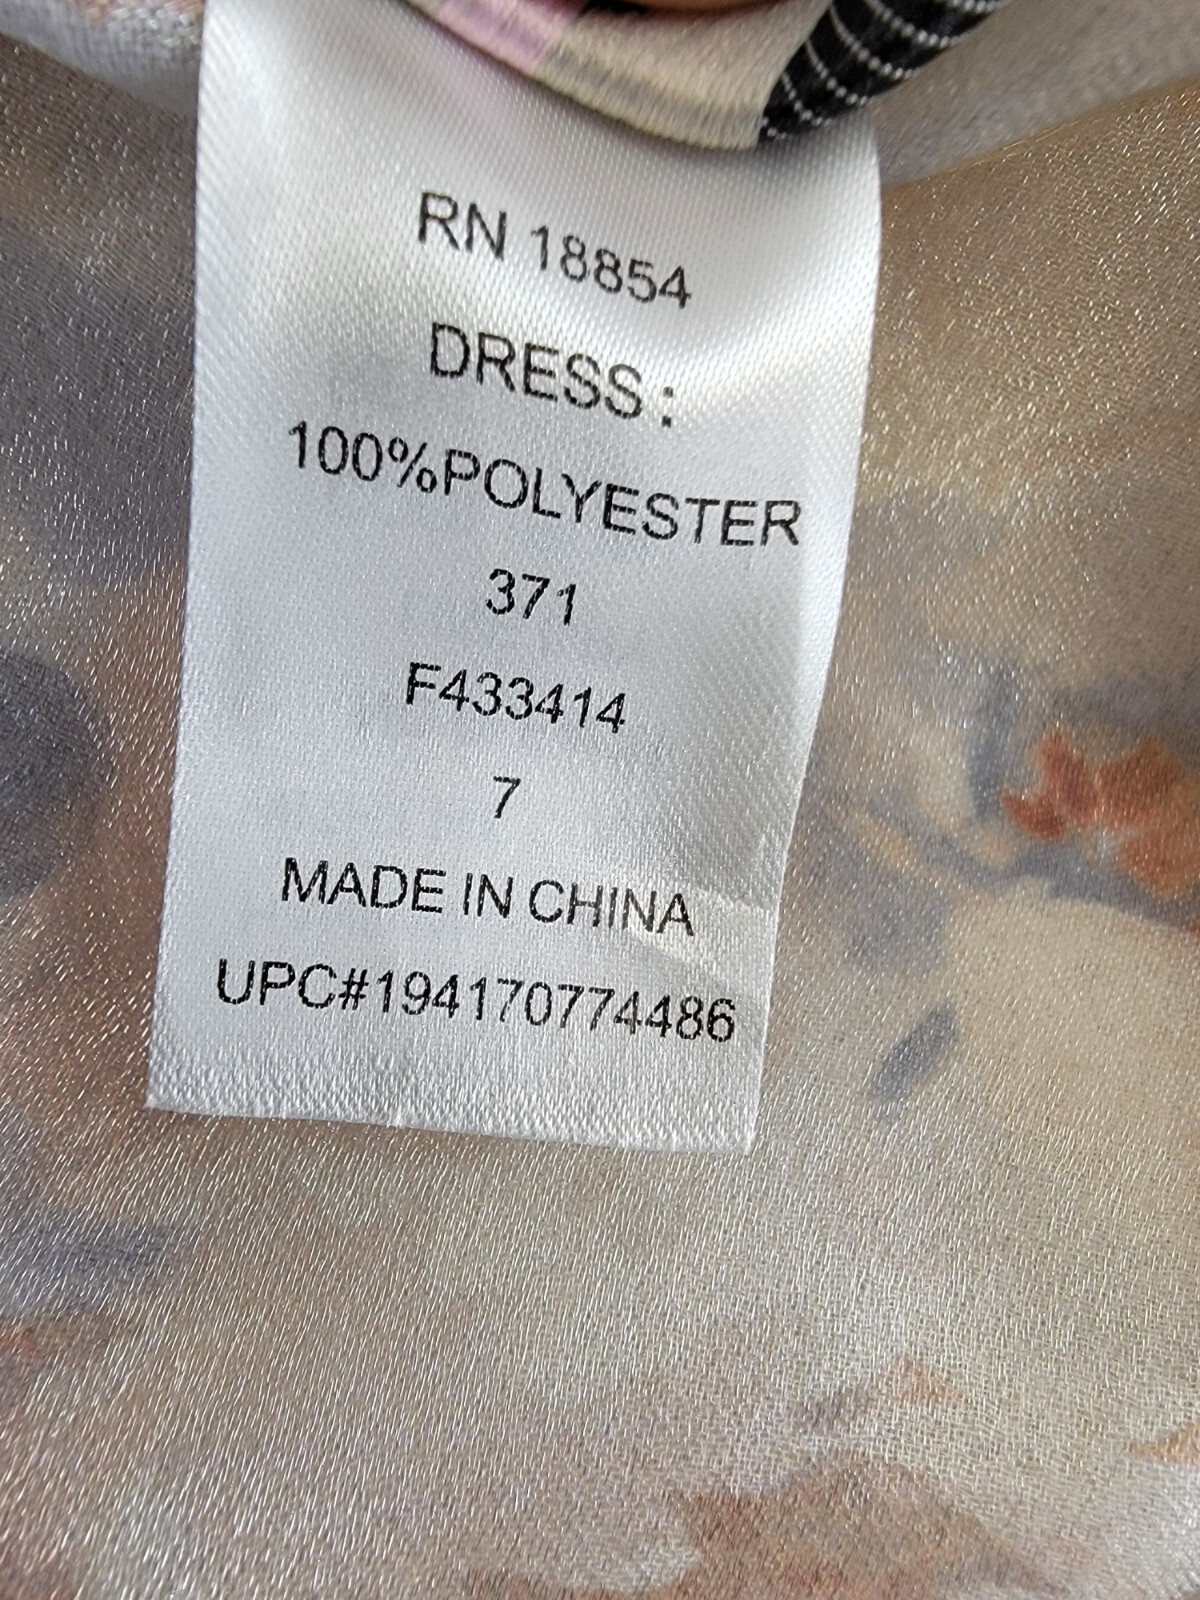 RN 18854
DRESS :
100%POLYESTER
371
F433414
7
MADE IN CHINA
UPC#194170774486